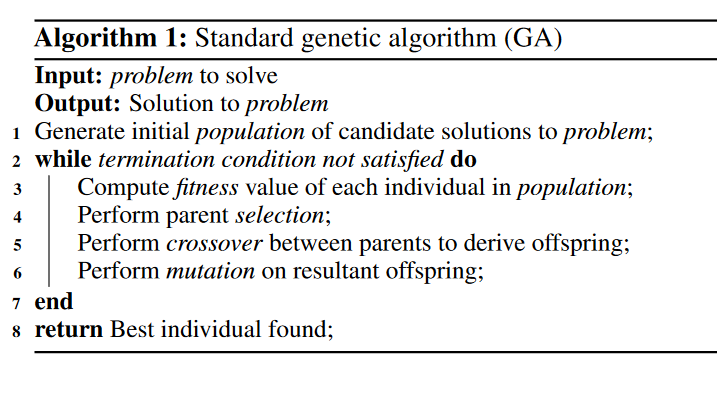 Algorithm 1: Standard genetic algorithm (GA)
Input: problem to solve
Output: Solution to problem
1 Generate initial population of candidate solutions to problem;
2 while termination condition not satisfied do
3 Compute fitness value of each individual in population;
4 Perform parent selection;
5 Perform crossover between parents to derive offspring;
6 Perform mutation on resultant offspring;
7 end
8 return Best individual found;